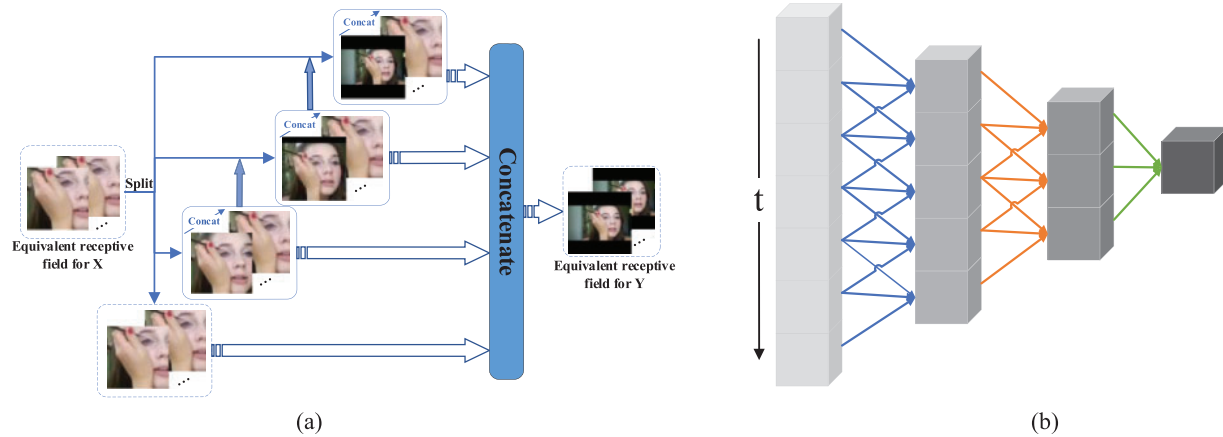 Concat
...
Concat
...
Split
Equivalent receptive
field for X
Concat
...
...
Concatenate
...
Equivalent receptive
field for Y
(a)
t
(b)